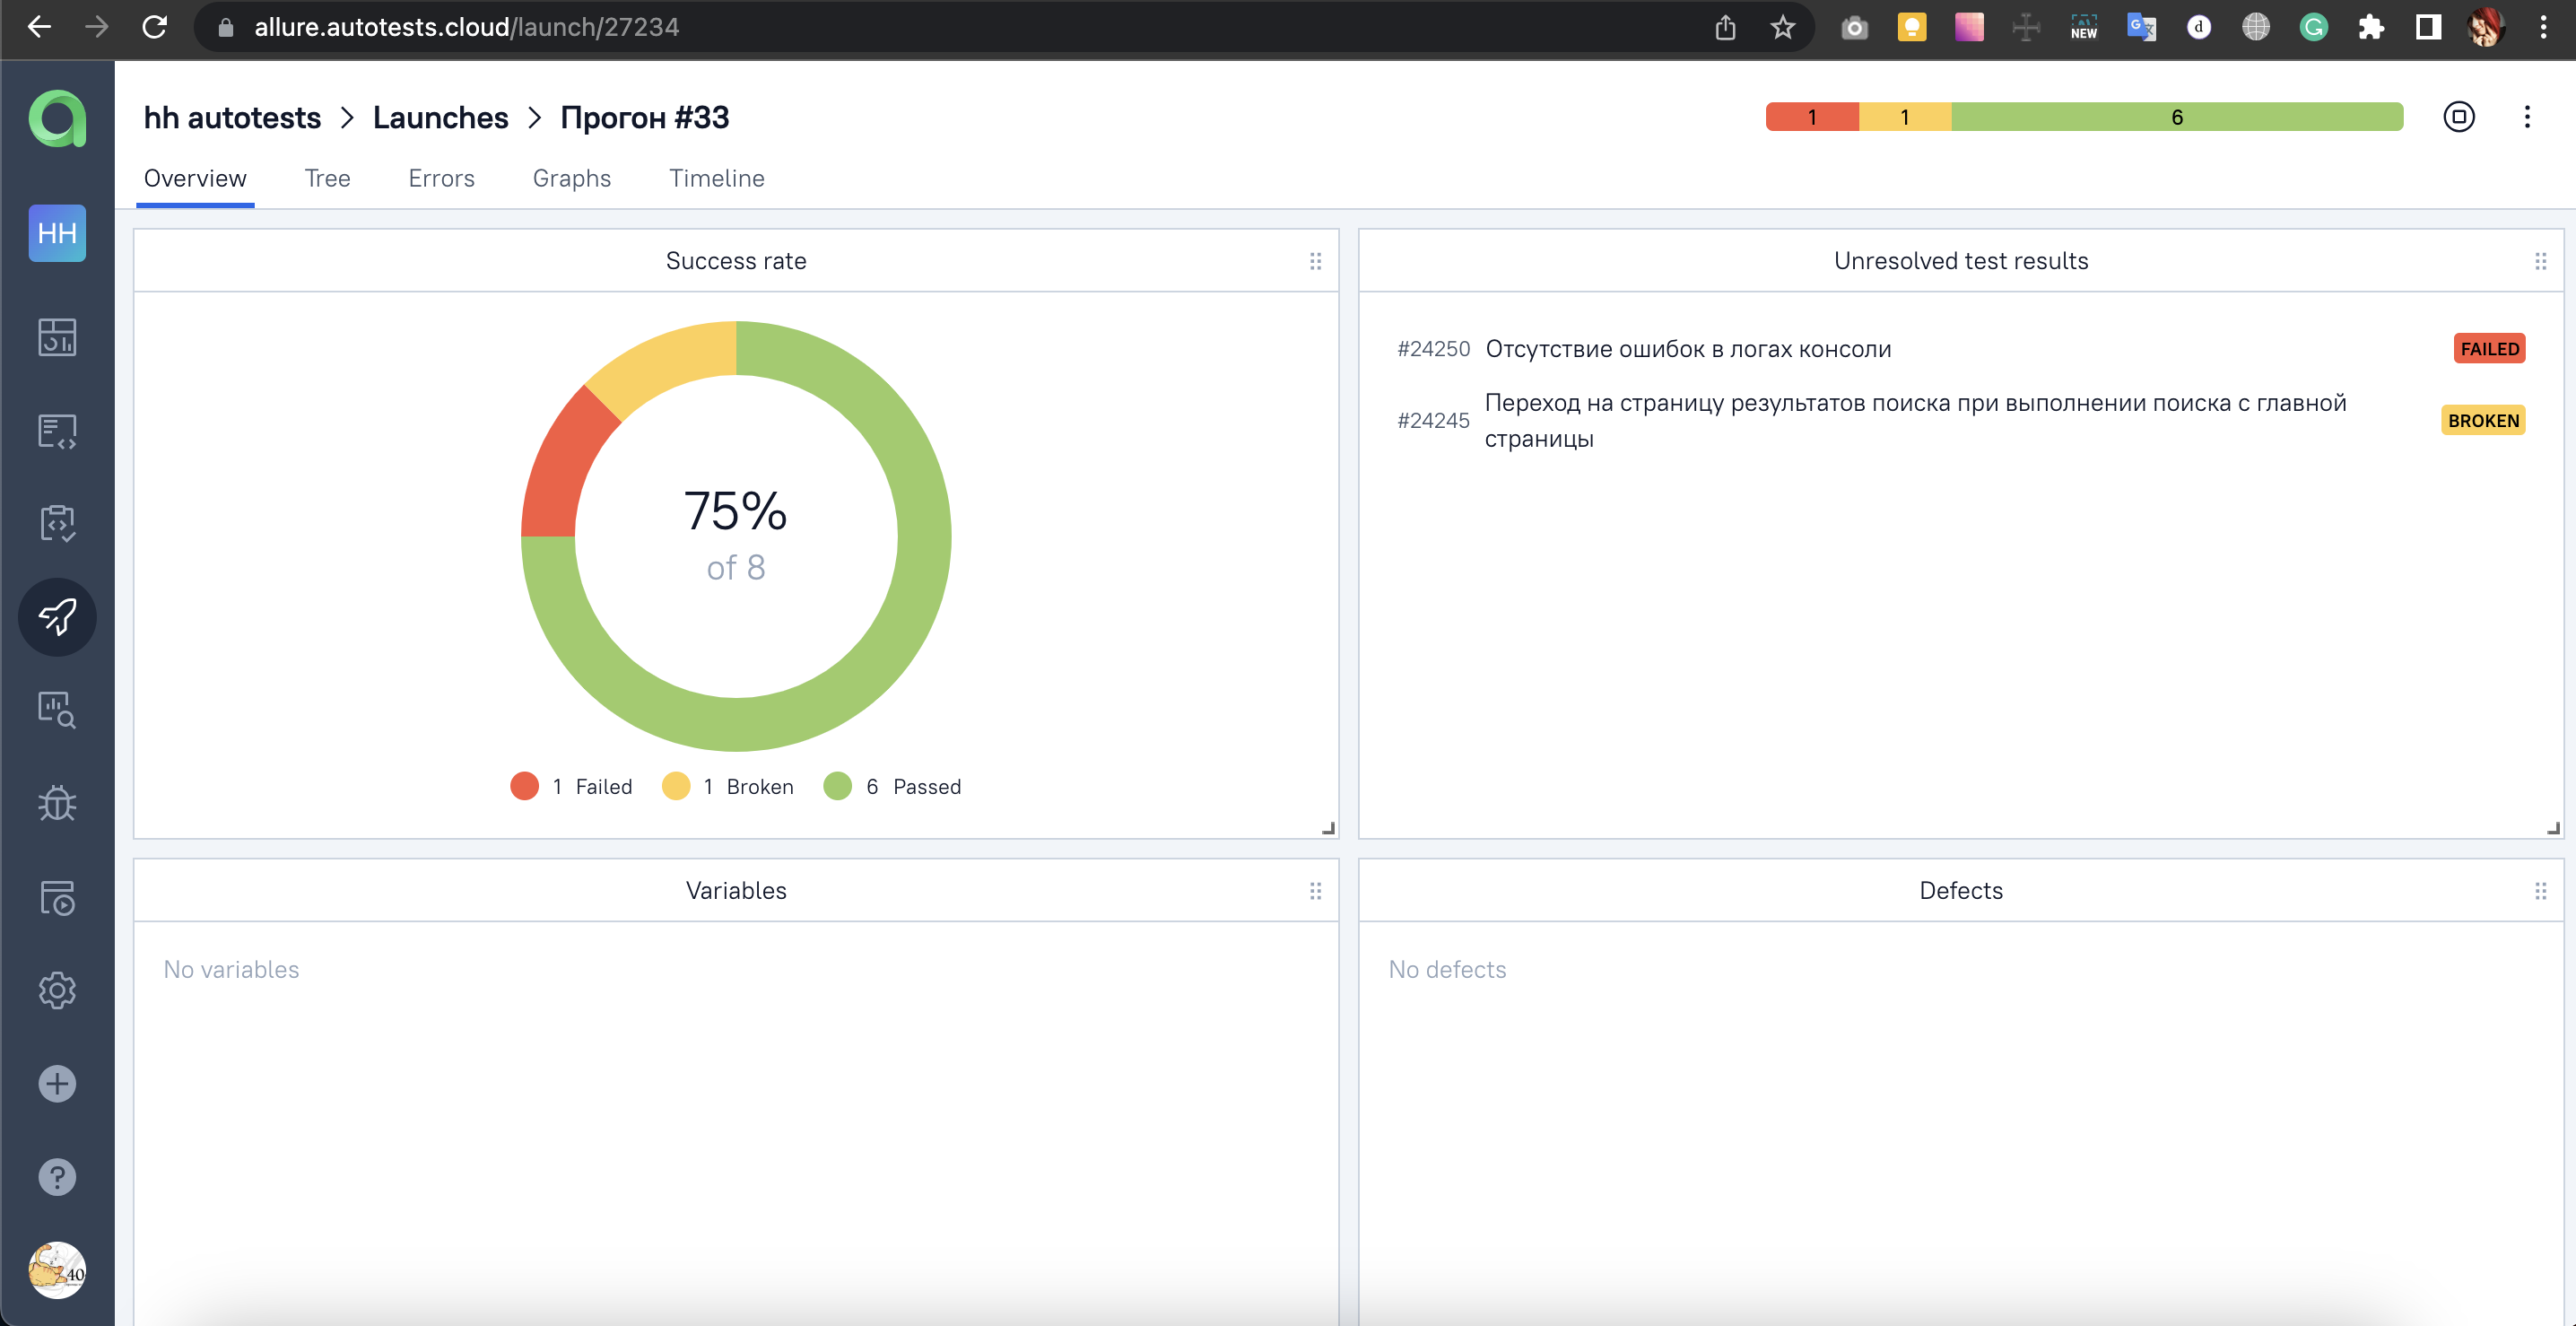 allure.autotests.cloud/launch/27234
NEW
G
d
G
hh autotests > Launches > Прогон #33
1 1 6
Overview Tree Errors Graphs Timeline
HH
Success rate
75%
of 8
1 Failed 1 Broken 6 Passed
Unresolved test results
#24250 Отсутствие ошибок в логах консоли FAILED
#24245 Переход на страницу результатов поиска при выполнении поиска с главной
страницы
BROKEN
Variables
No variables
Defects
No defects
?
40